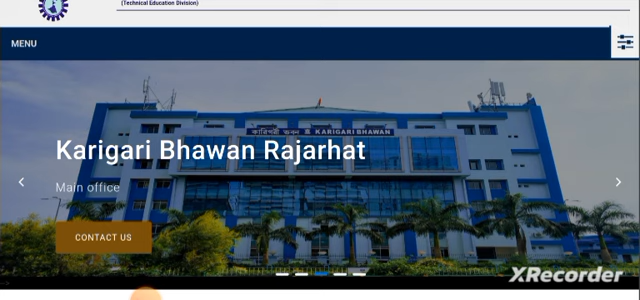 (Technical Education Division)
MENU
কারিগরী ভবন KARIGARI BHAWAN
Karigari Bhawan Rajarhat
Main office
CONTACT US
XRecorder